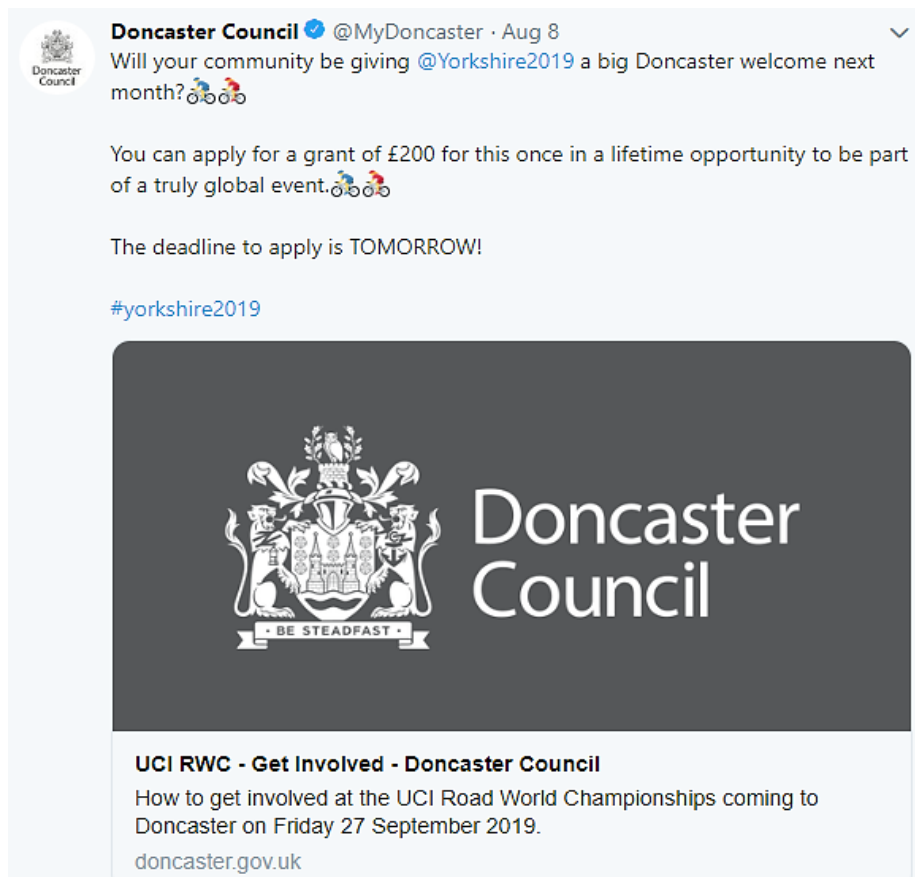 Doncaster Council @MyDoncaster · Aug 8
Will your community be giving @Yorkshire2019 a big Doncaster welcome next
month?🚴🚴
You can apply for a grant of £200 for this once in a lifetime opportunity to be part
of a truly global event.🚴🚴
The deadline to apply is TOMORROW!
#yorkshire2019
Doncaster
Council
Doncaster
Council
· BE STEADFAST ·
UCI RWC - Get Involved - Doncaster Council
How to get involved at the UCI Road World Championships coming to
Doncaster on Friday 27 September 2019.
doncaster.gov.uk